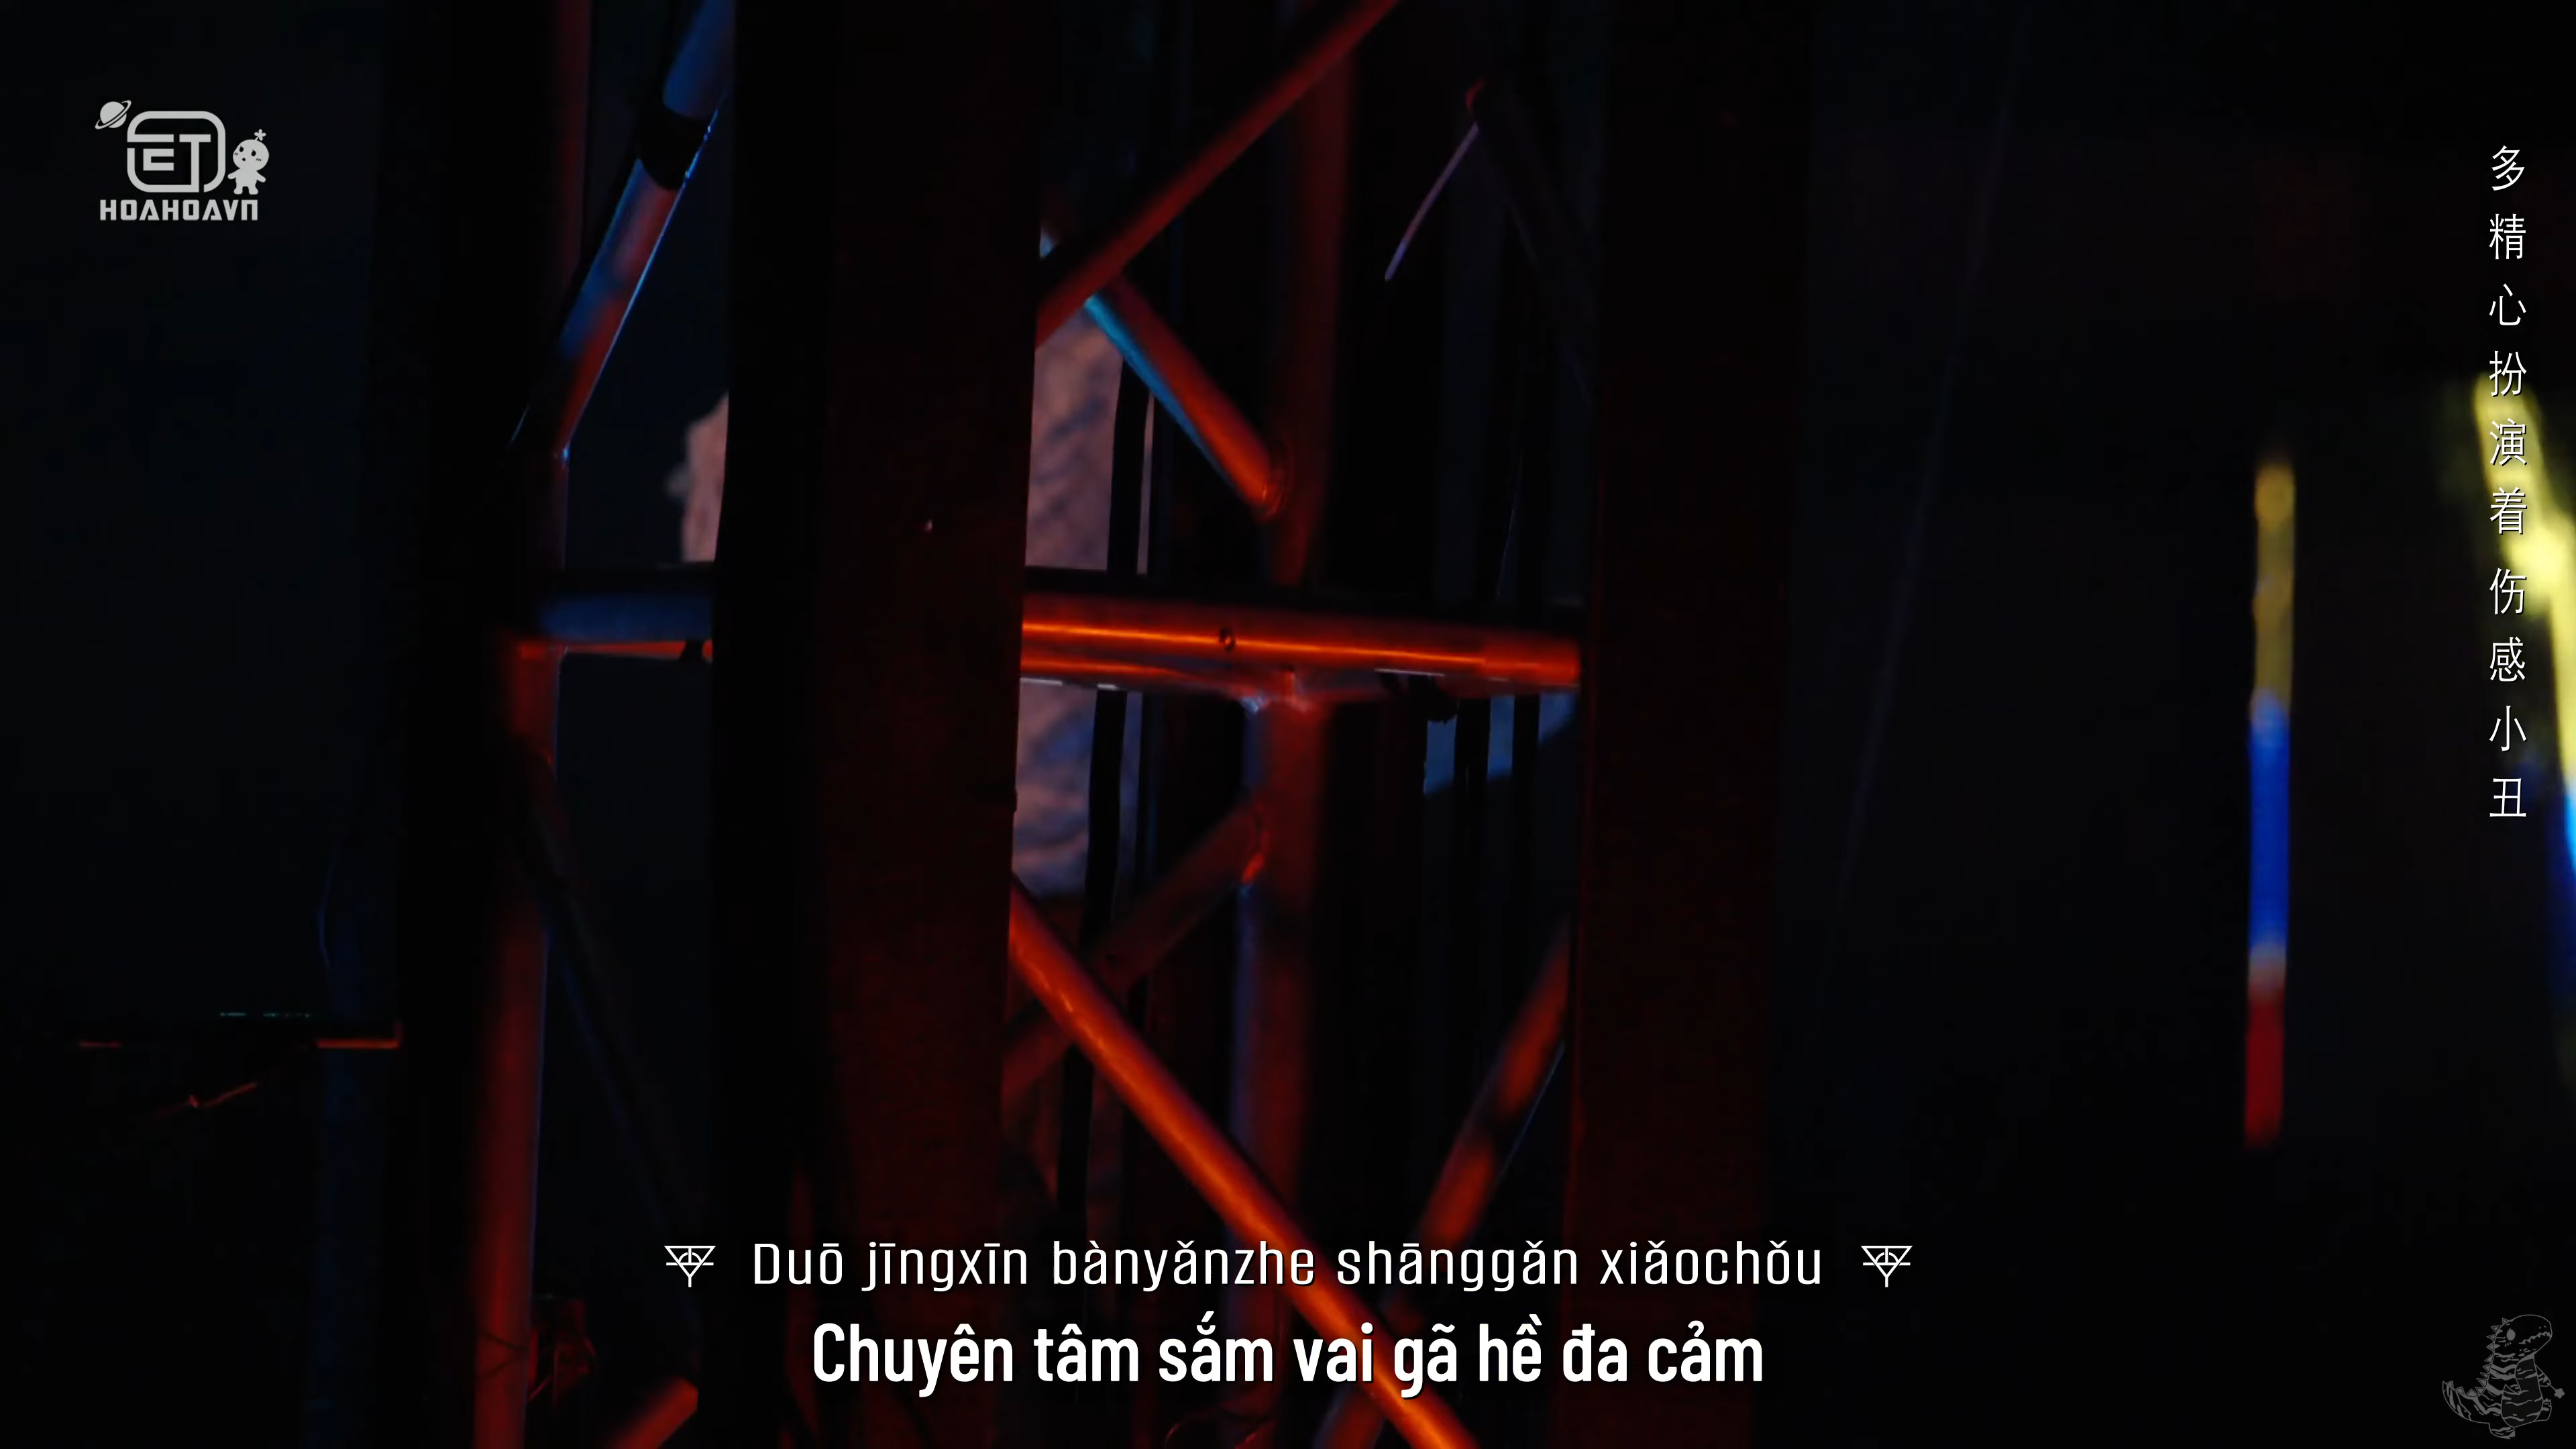 ET
HOAHOAVN
多精心扮演着伤感小丑
Duō jīngxīn bànyǎnzhe shānggǎn xiǎochǒu
Chuyên tâm sắm vai gã hề đa cảm